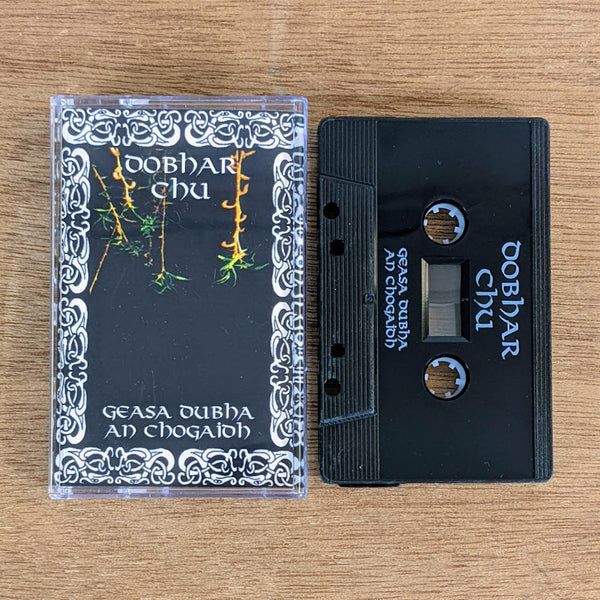 DOBHAR
CHU
GEASA DUBHA
AN CHOGAIDH
DOBHAR
CHU
GEASA DUBHA
AN CHOGAIDH